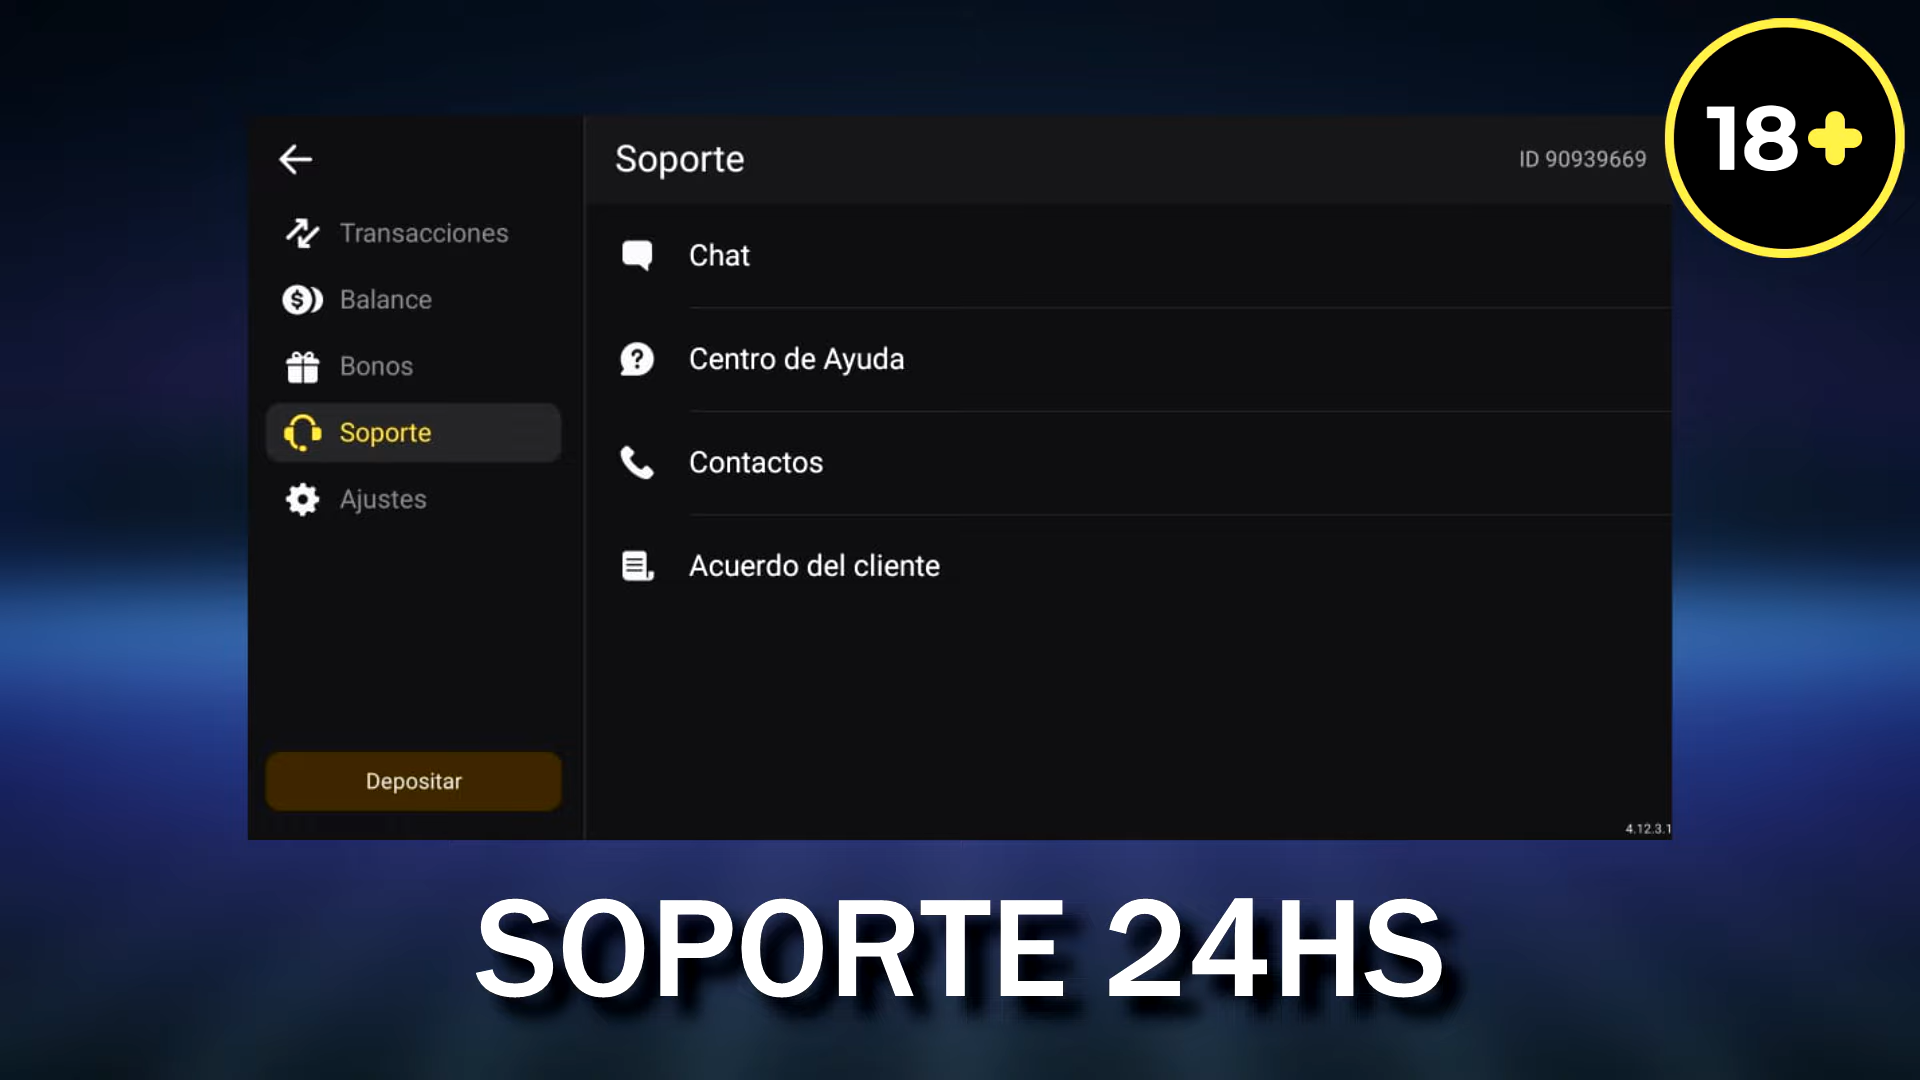 18+
Soporte
ID 90939669
Transacciones
Balance
Bonos
Soporte
Ajustes
Depositar
Chat
Centro de Ayuda
Contactos
Acuerdo del cliente
4.12.3.1
SOPORTE 24HS